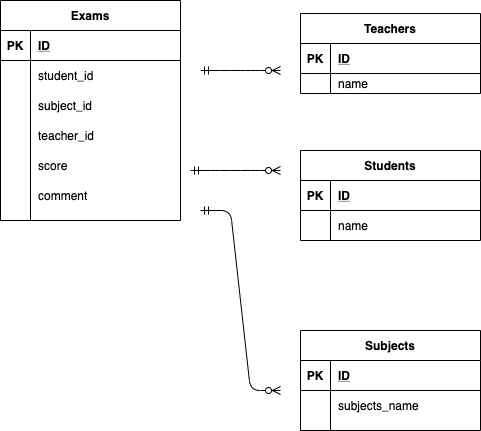 Exams
PK ID
student_id
subject_id
teacher_id
score
comment
Teachers
PK ID
name
Students
PK ID
name
Subjects
PK ID
subjects_name